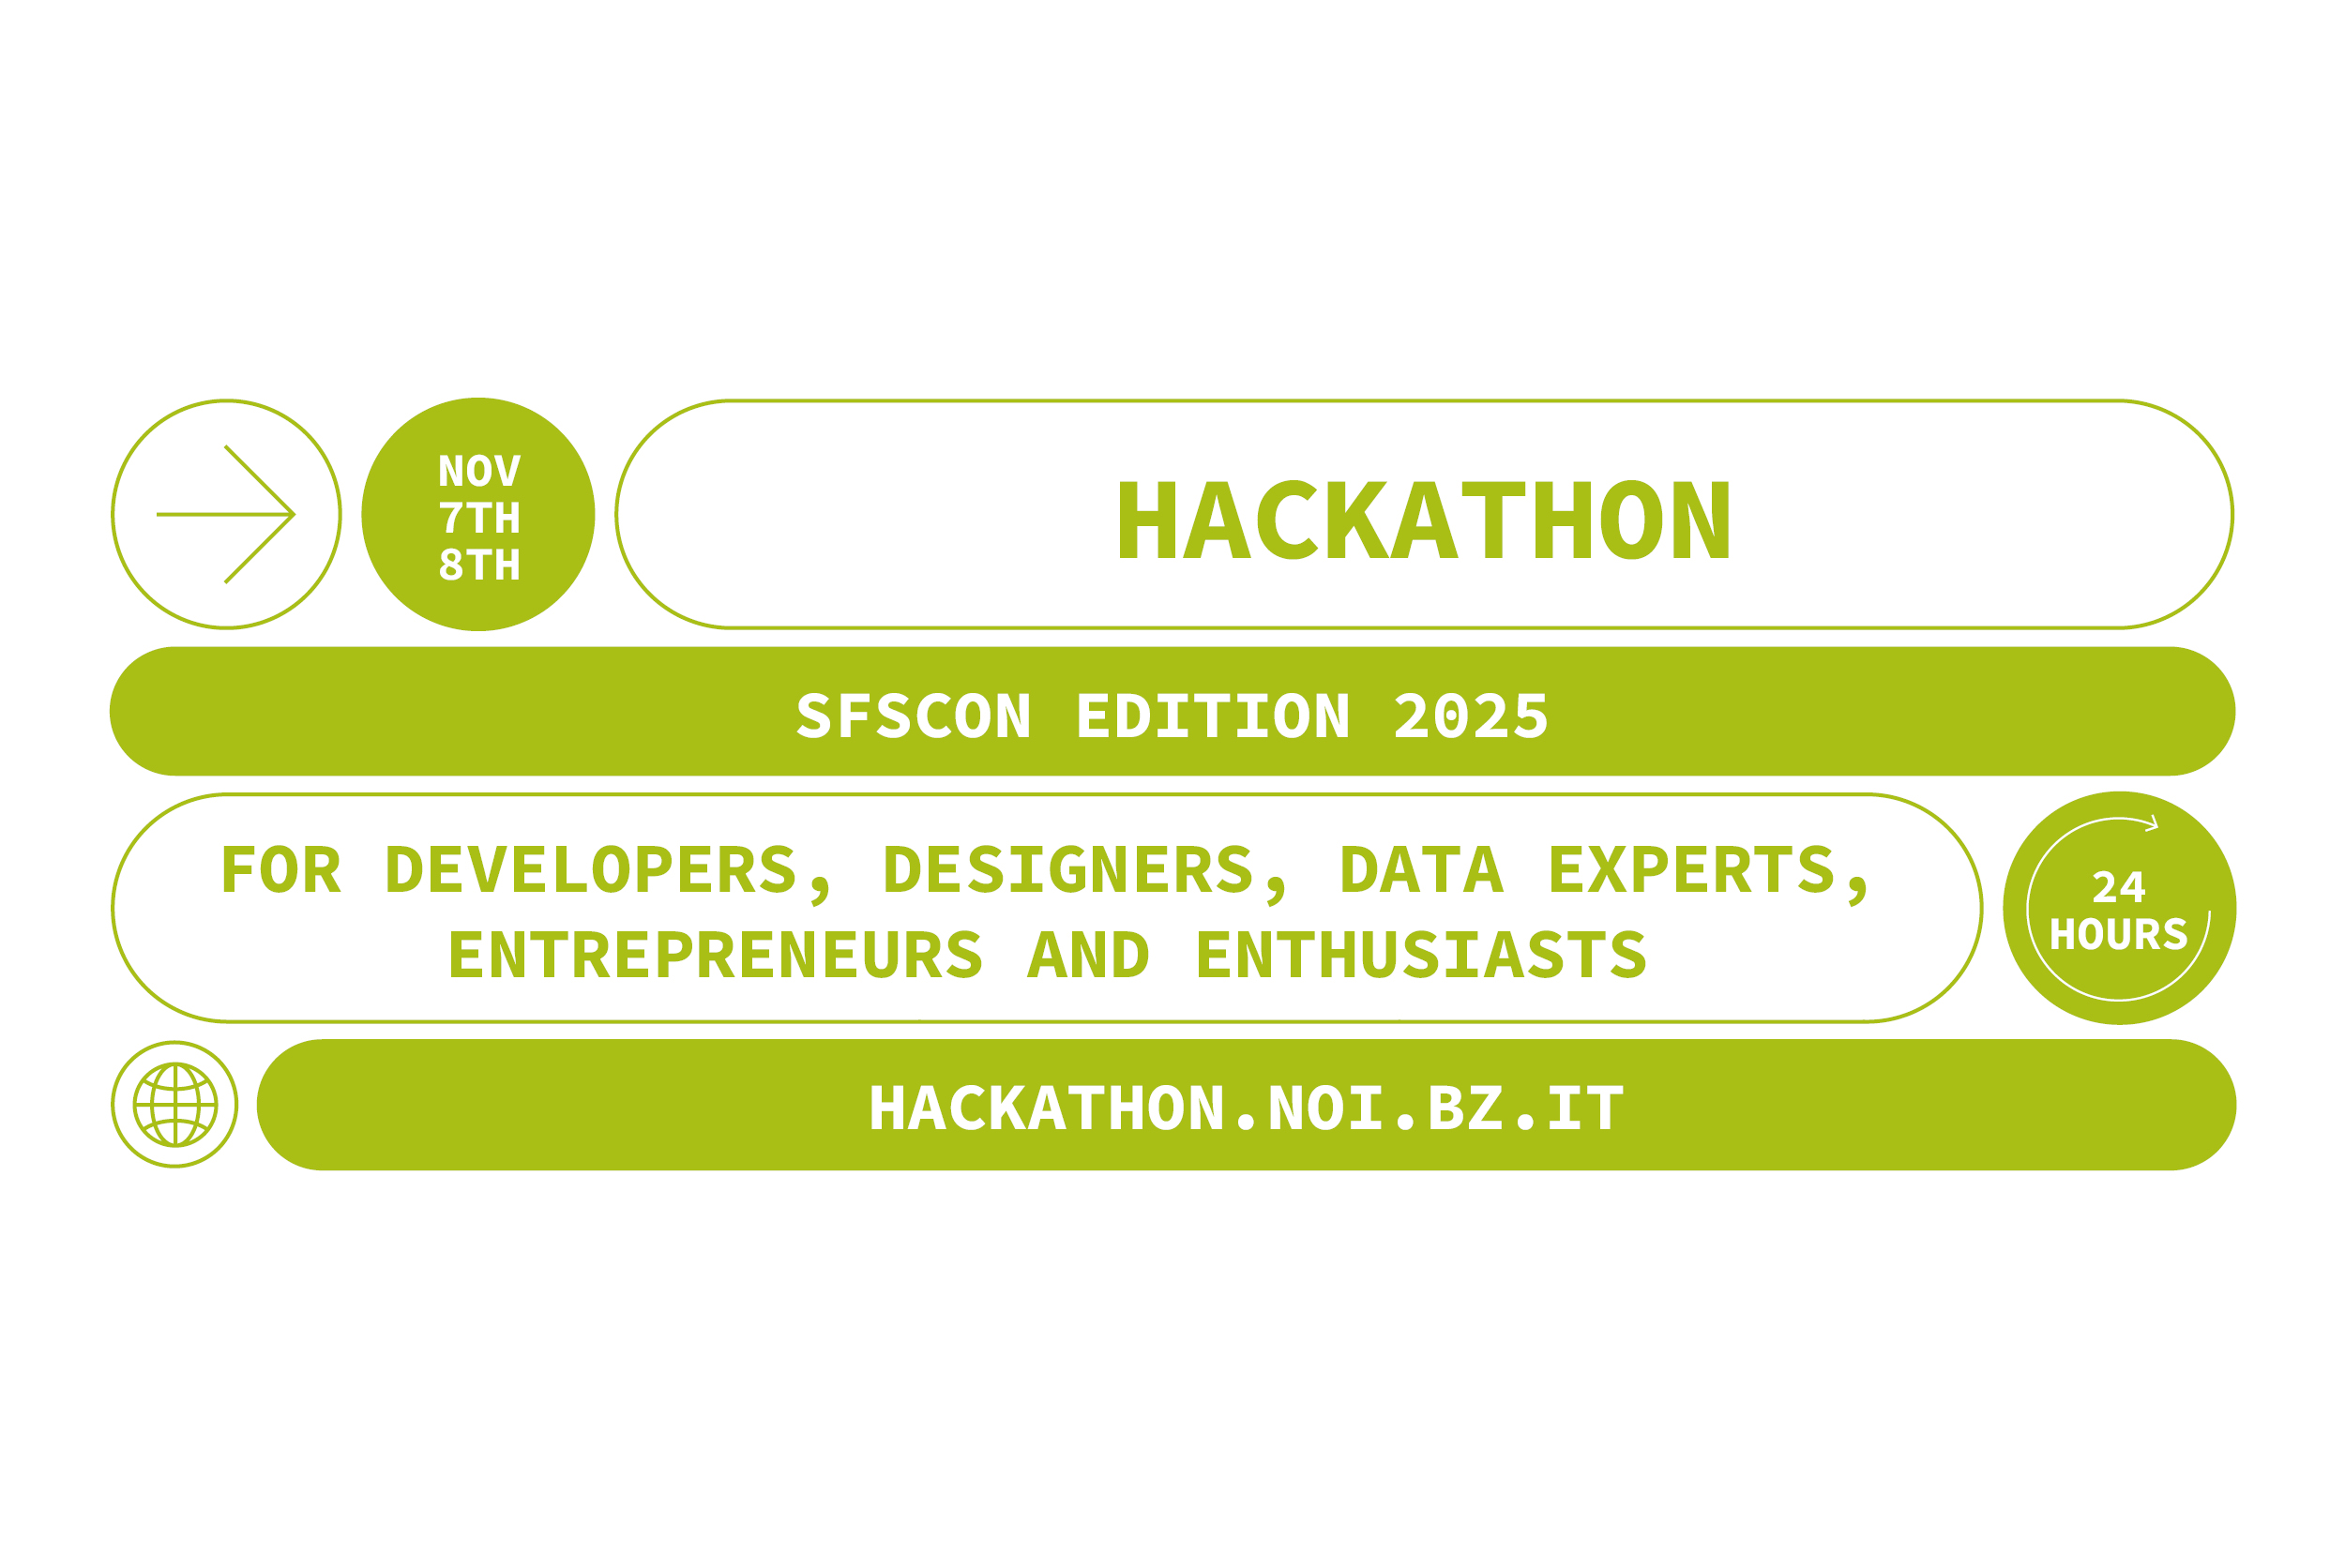 NOV
7TH
8TH
HACKATHON
SFSCON EDITION 2025
FOR DEVELOPERS, DESIGNERS, DATA EXPERTS,
ENTREPRENEURS AND ENTHUSIASTS
24
HOURS
HACKATHON.NOI.BZ.IT